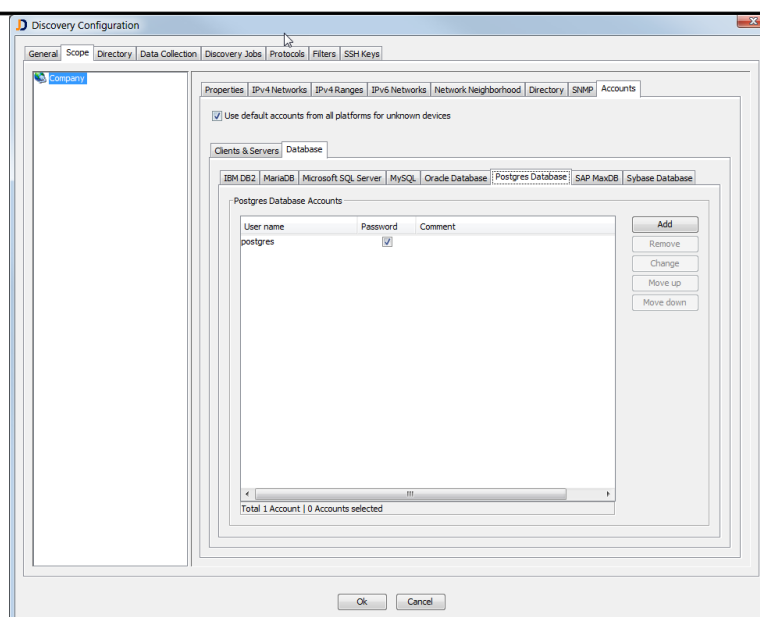 Discovery Configuration
General Scope Directory Data Collection Discovery Jobs Protocols Filters SSH Keys
Company
Properties IPv4 Networks IPv4 Ranges IPv6 Networks Network Neighborhood Directory SNMP Accounts
Use default accounts from all platforms for unknown devices
Clients & Servers Database
IBM DB2 MariaDB Microsoft SQL Server MySQL Oracle Database Postgres Database SAP MaxDB Sybase Database
Postgres Database Accounts
User name Password Comment
postgres
Add
Remove
Change
Move up
Move down
Total 1 Account | 0 Accounts selected
Ok Cancel